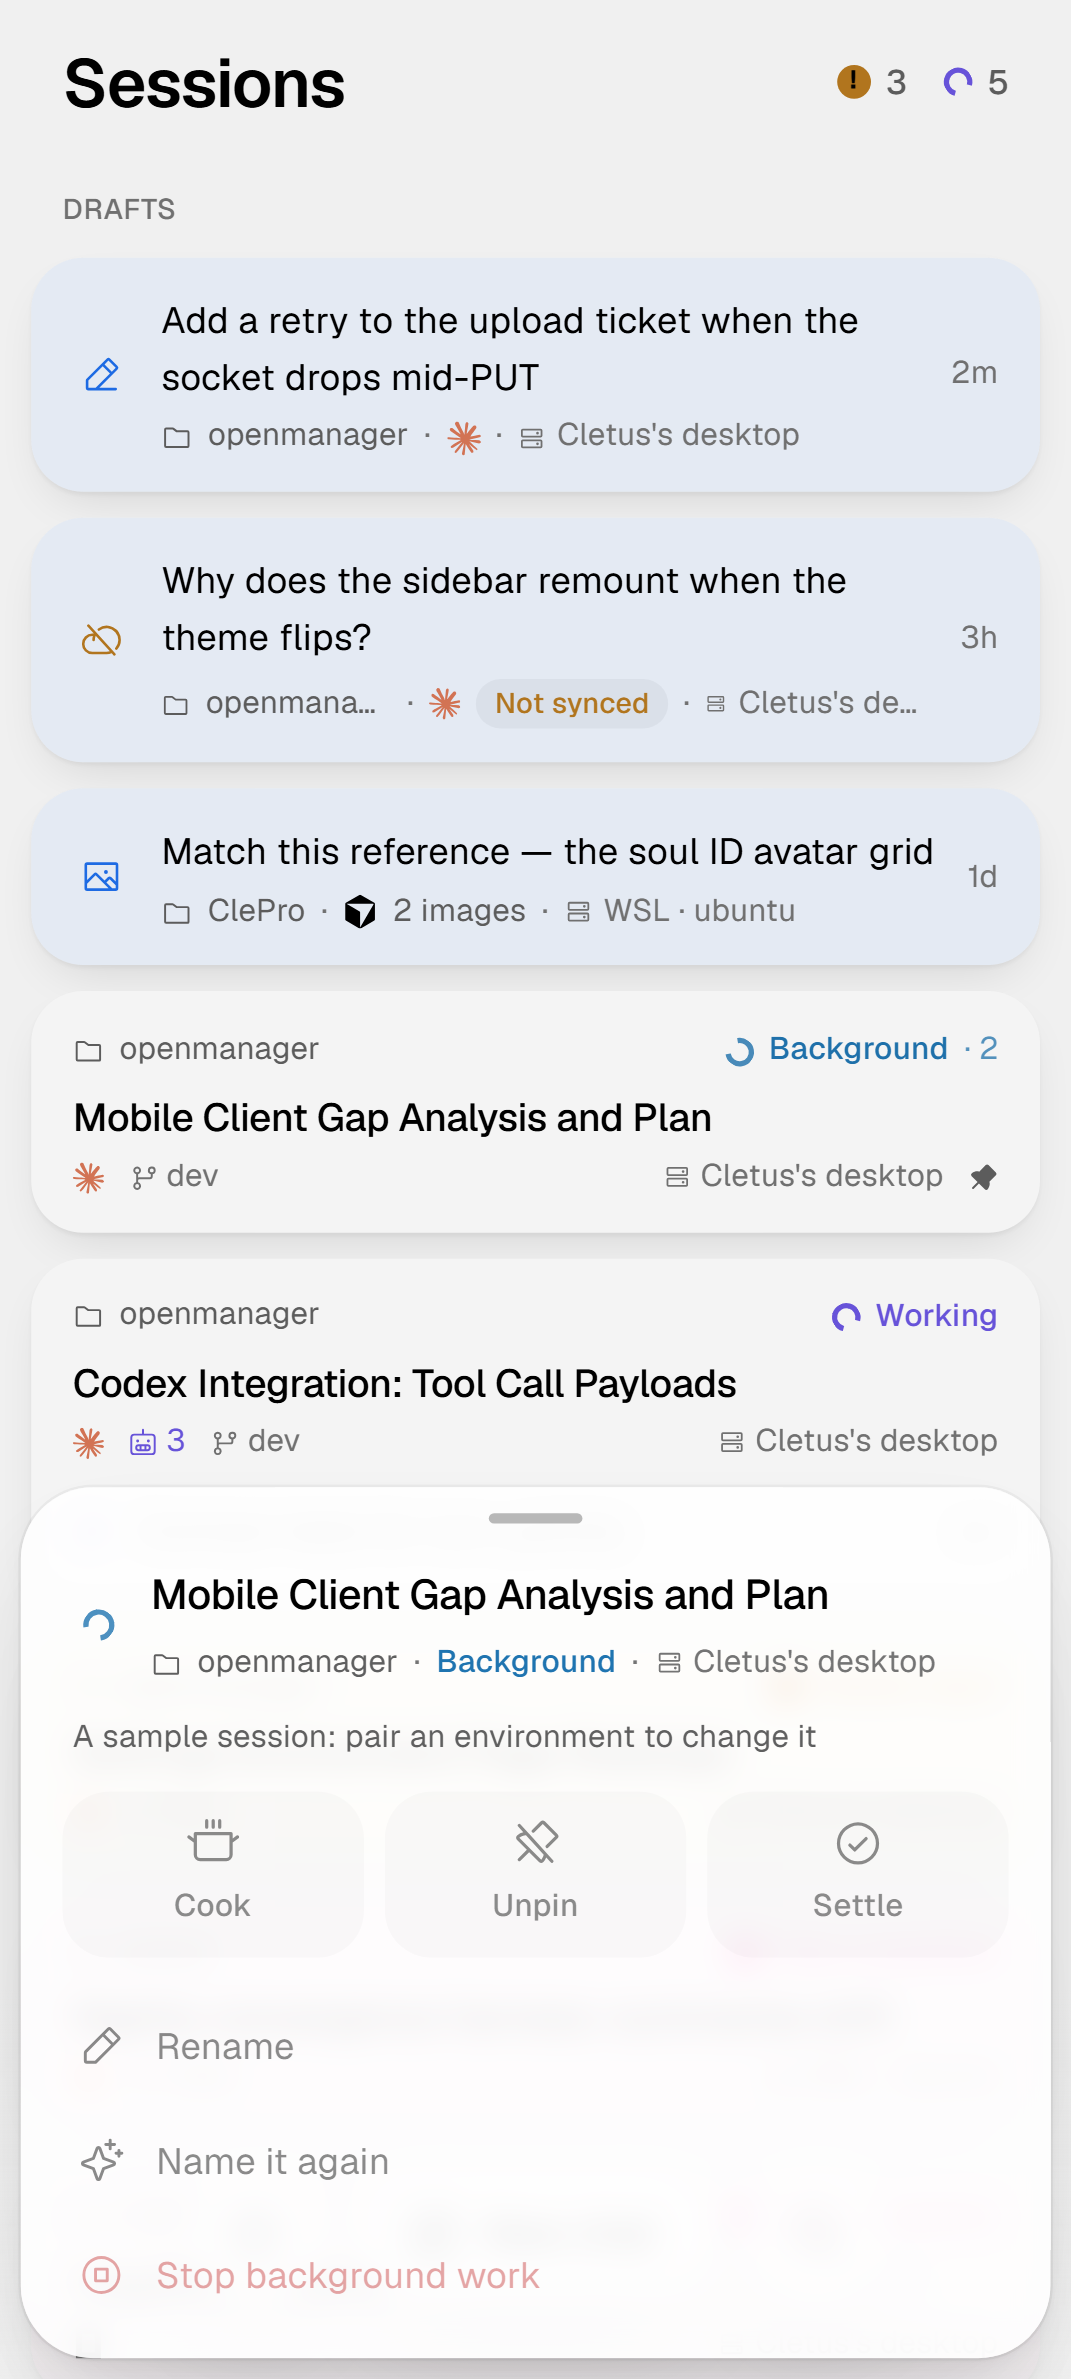 Sessions
! 3 5
DRAFTS
Add a retry to the upload ticket when the
socket drops mid-PUT
2m
openmanager · · Cletus's desktop
Why does the sidebar remount when the
theme flips?
3h
openmana... · Not synced · Cletus's de...
Match this reference — the soul ID avatar grid
1d
ClePro · 2 images · WSL · ubuntu
openmanager Background · 2
Mobile Client Gap Analysis and Plan
dev Cletus's desktop
openmanager Working
Codex Integration: Tool Call Payloads
3 dev Cletus's desktop
Mobile Client Gap Analysis and Plan
openmanager · Background · Cletus's desktop
A sample session: pair an environment to change it
Cook Unpin Settle
Rename
Name it again
Stop background work